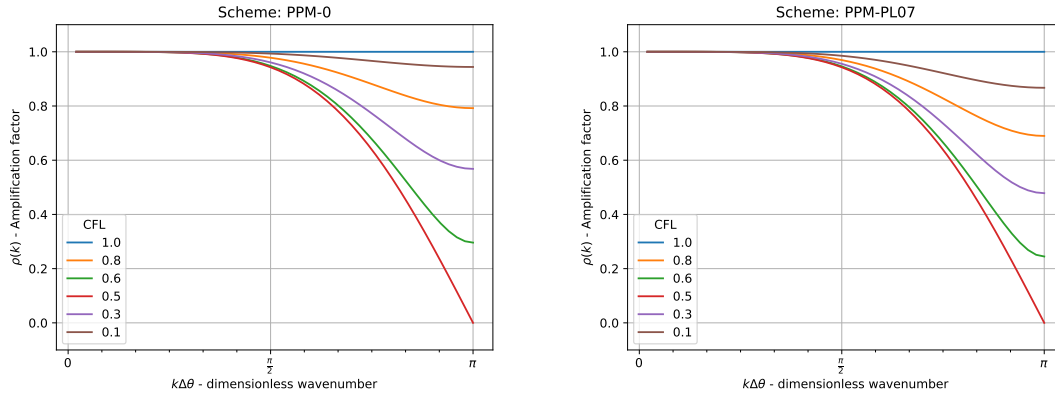 Scheme: PPM-0
ρ(k) - Amplification factor
1.0
0.8
0.6
0.4
0.2
0.0
CFL
1.0
0.8
0.6
0.5
0.3
0.1
0
π/2
π
kΔθ - dimensionless wavenumber
Scheme: PPM-PL07
ρ(k) - Amplification factor
1.0
0.8
0.6
0.4
0.2
0.0
CFL
1.0
0.8
0.6
0.5
0.3
0.1
0
π/2
π
kΔθ - dimensionless wavenumber